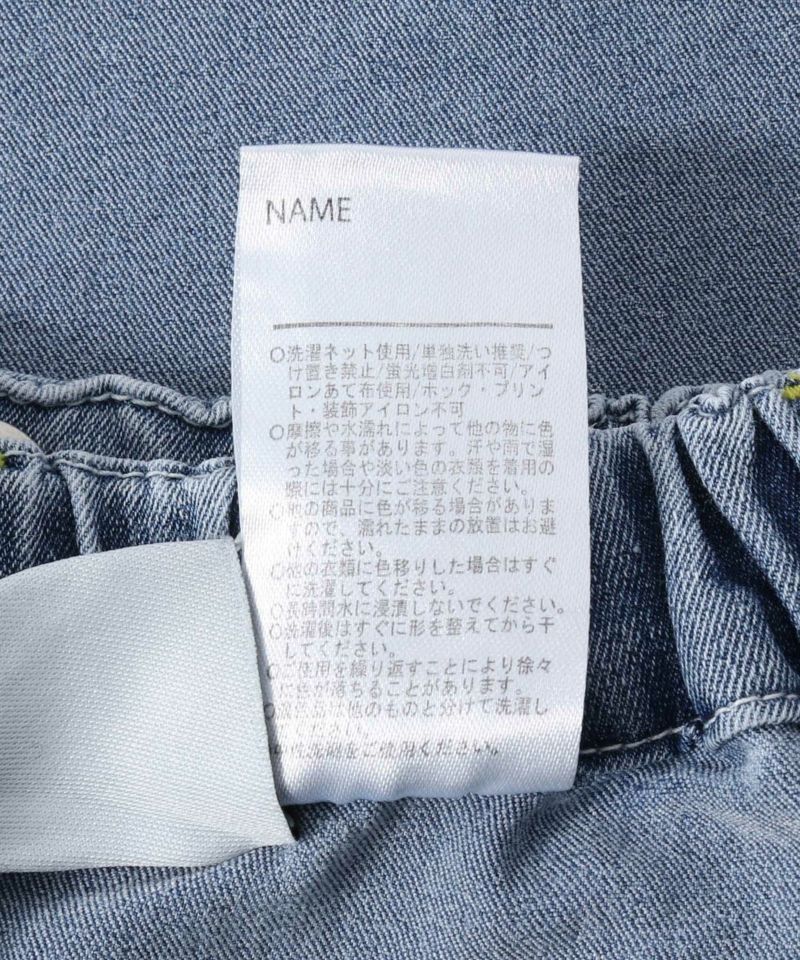 NAME
○洗濯ネット使用/単独洗い推奨/つ
け置き禁止/蛍光増白剤不可/アイ
ロンあて布使用/ホック・プリン
ト・装飾アイロン不可
○摩擦や水濡れによって他の物に色
が移る事があります。汗や雨で湿
った場合や淡い色の衣類を着用の
際には十分にご注意ください。
○他の商品に色が移る場合がありま
すので、濡れたままの放置はお避
けください。
○他の衣類に色移りした場合はすぐ
に洗濯してください。
○長時間水に浸漬しないでください。
○洗濯後はすぐに形を整えてから干
してください。
○ご使用を繰り返すことにより徐々
に色が落ちることがあります。
○濃色品は他のものと分けて洗濯し
てください。
中性洗剤をご使用ください。